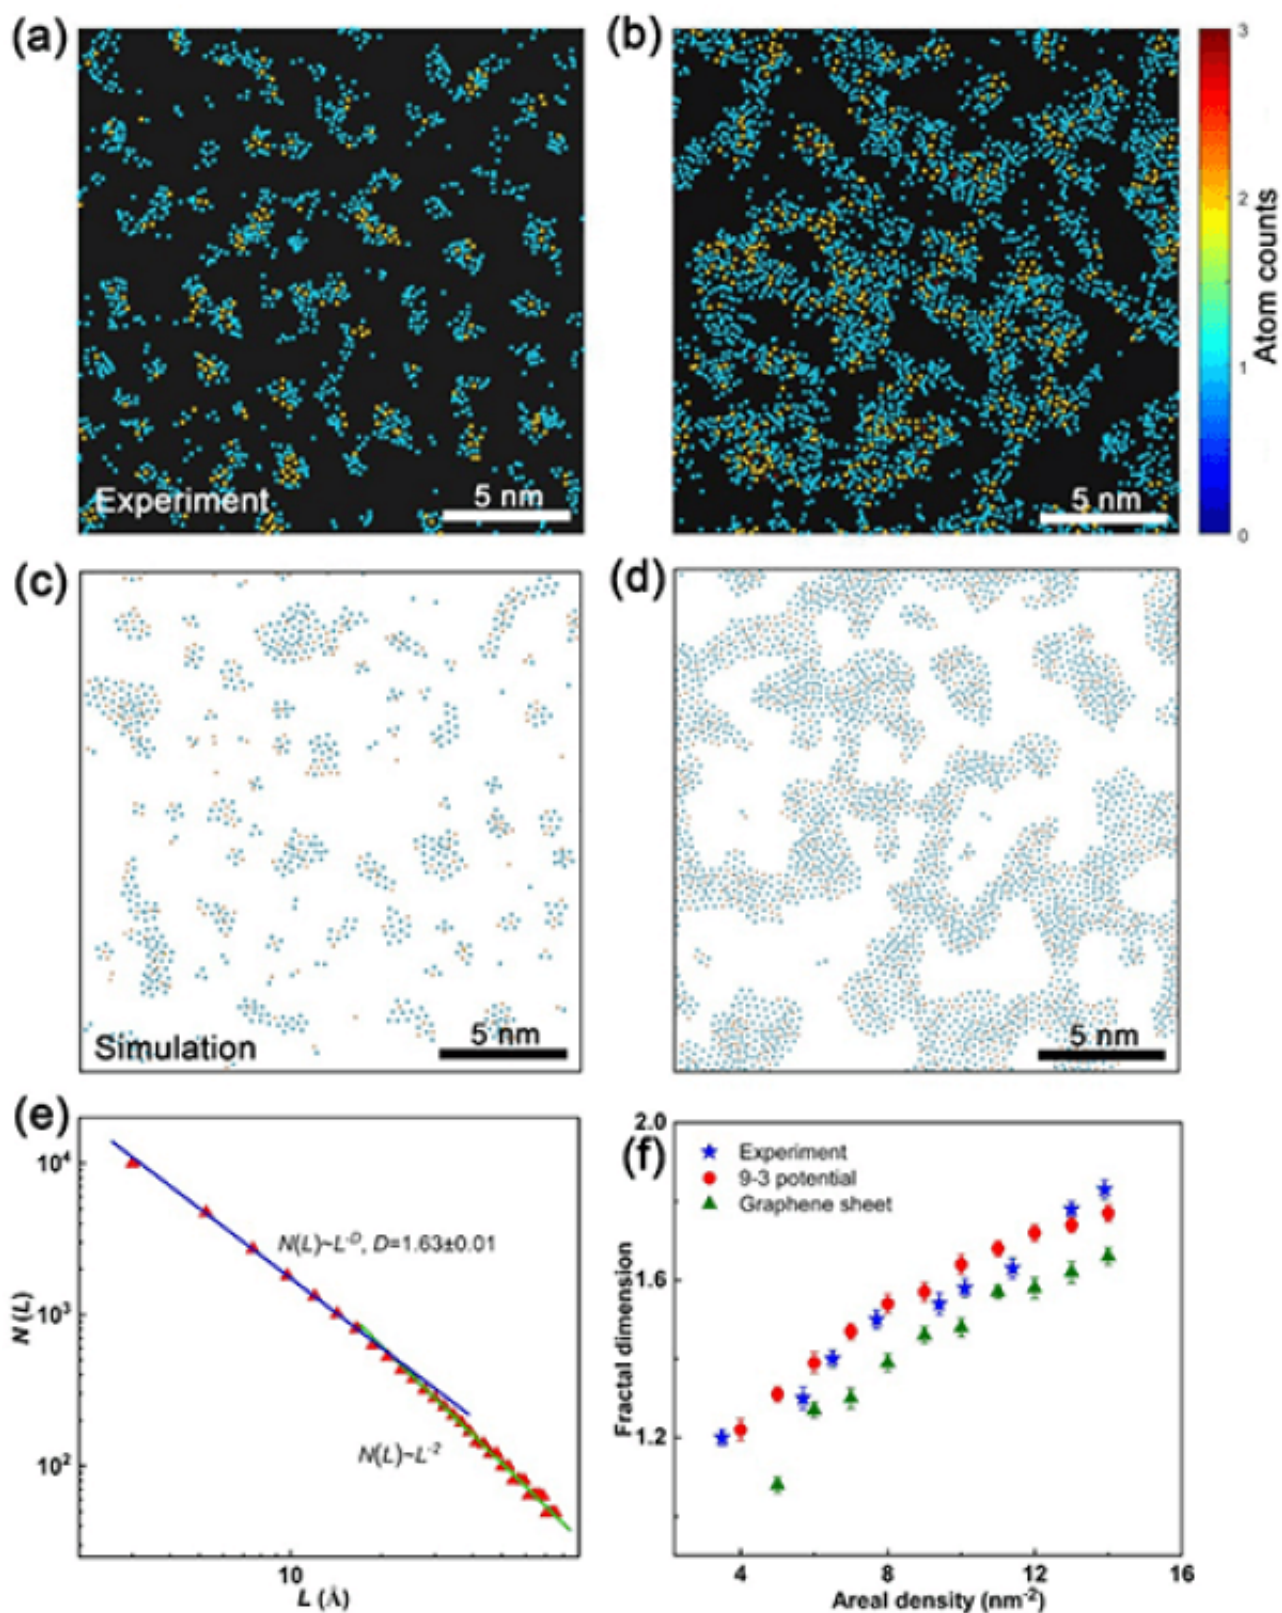 (a)
(b)
3
2
1
0
Atom counts
Experiment
5 nm
5 nm
(c)
(d)
Simulation
5 nm
5 nm
(e)
10⁴
10³
10²
N(L)~L⁻ᴰ, D=1.63±0.01
N(L)~L⁻²
N(L)
10
L (Å)
(f)
2.0
1.6
1.2
Experiment
9-3 potential
Graphene sheet
Fractal dimension
4
8
12
16
Areal density (nm⁻²)